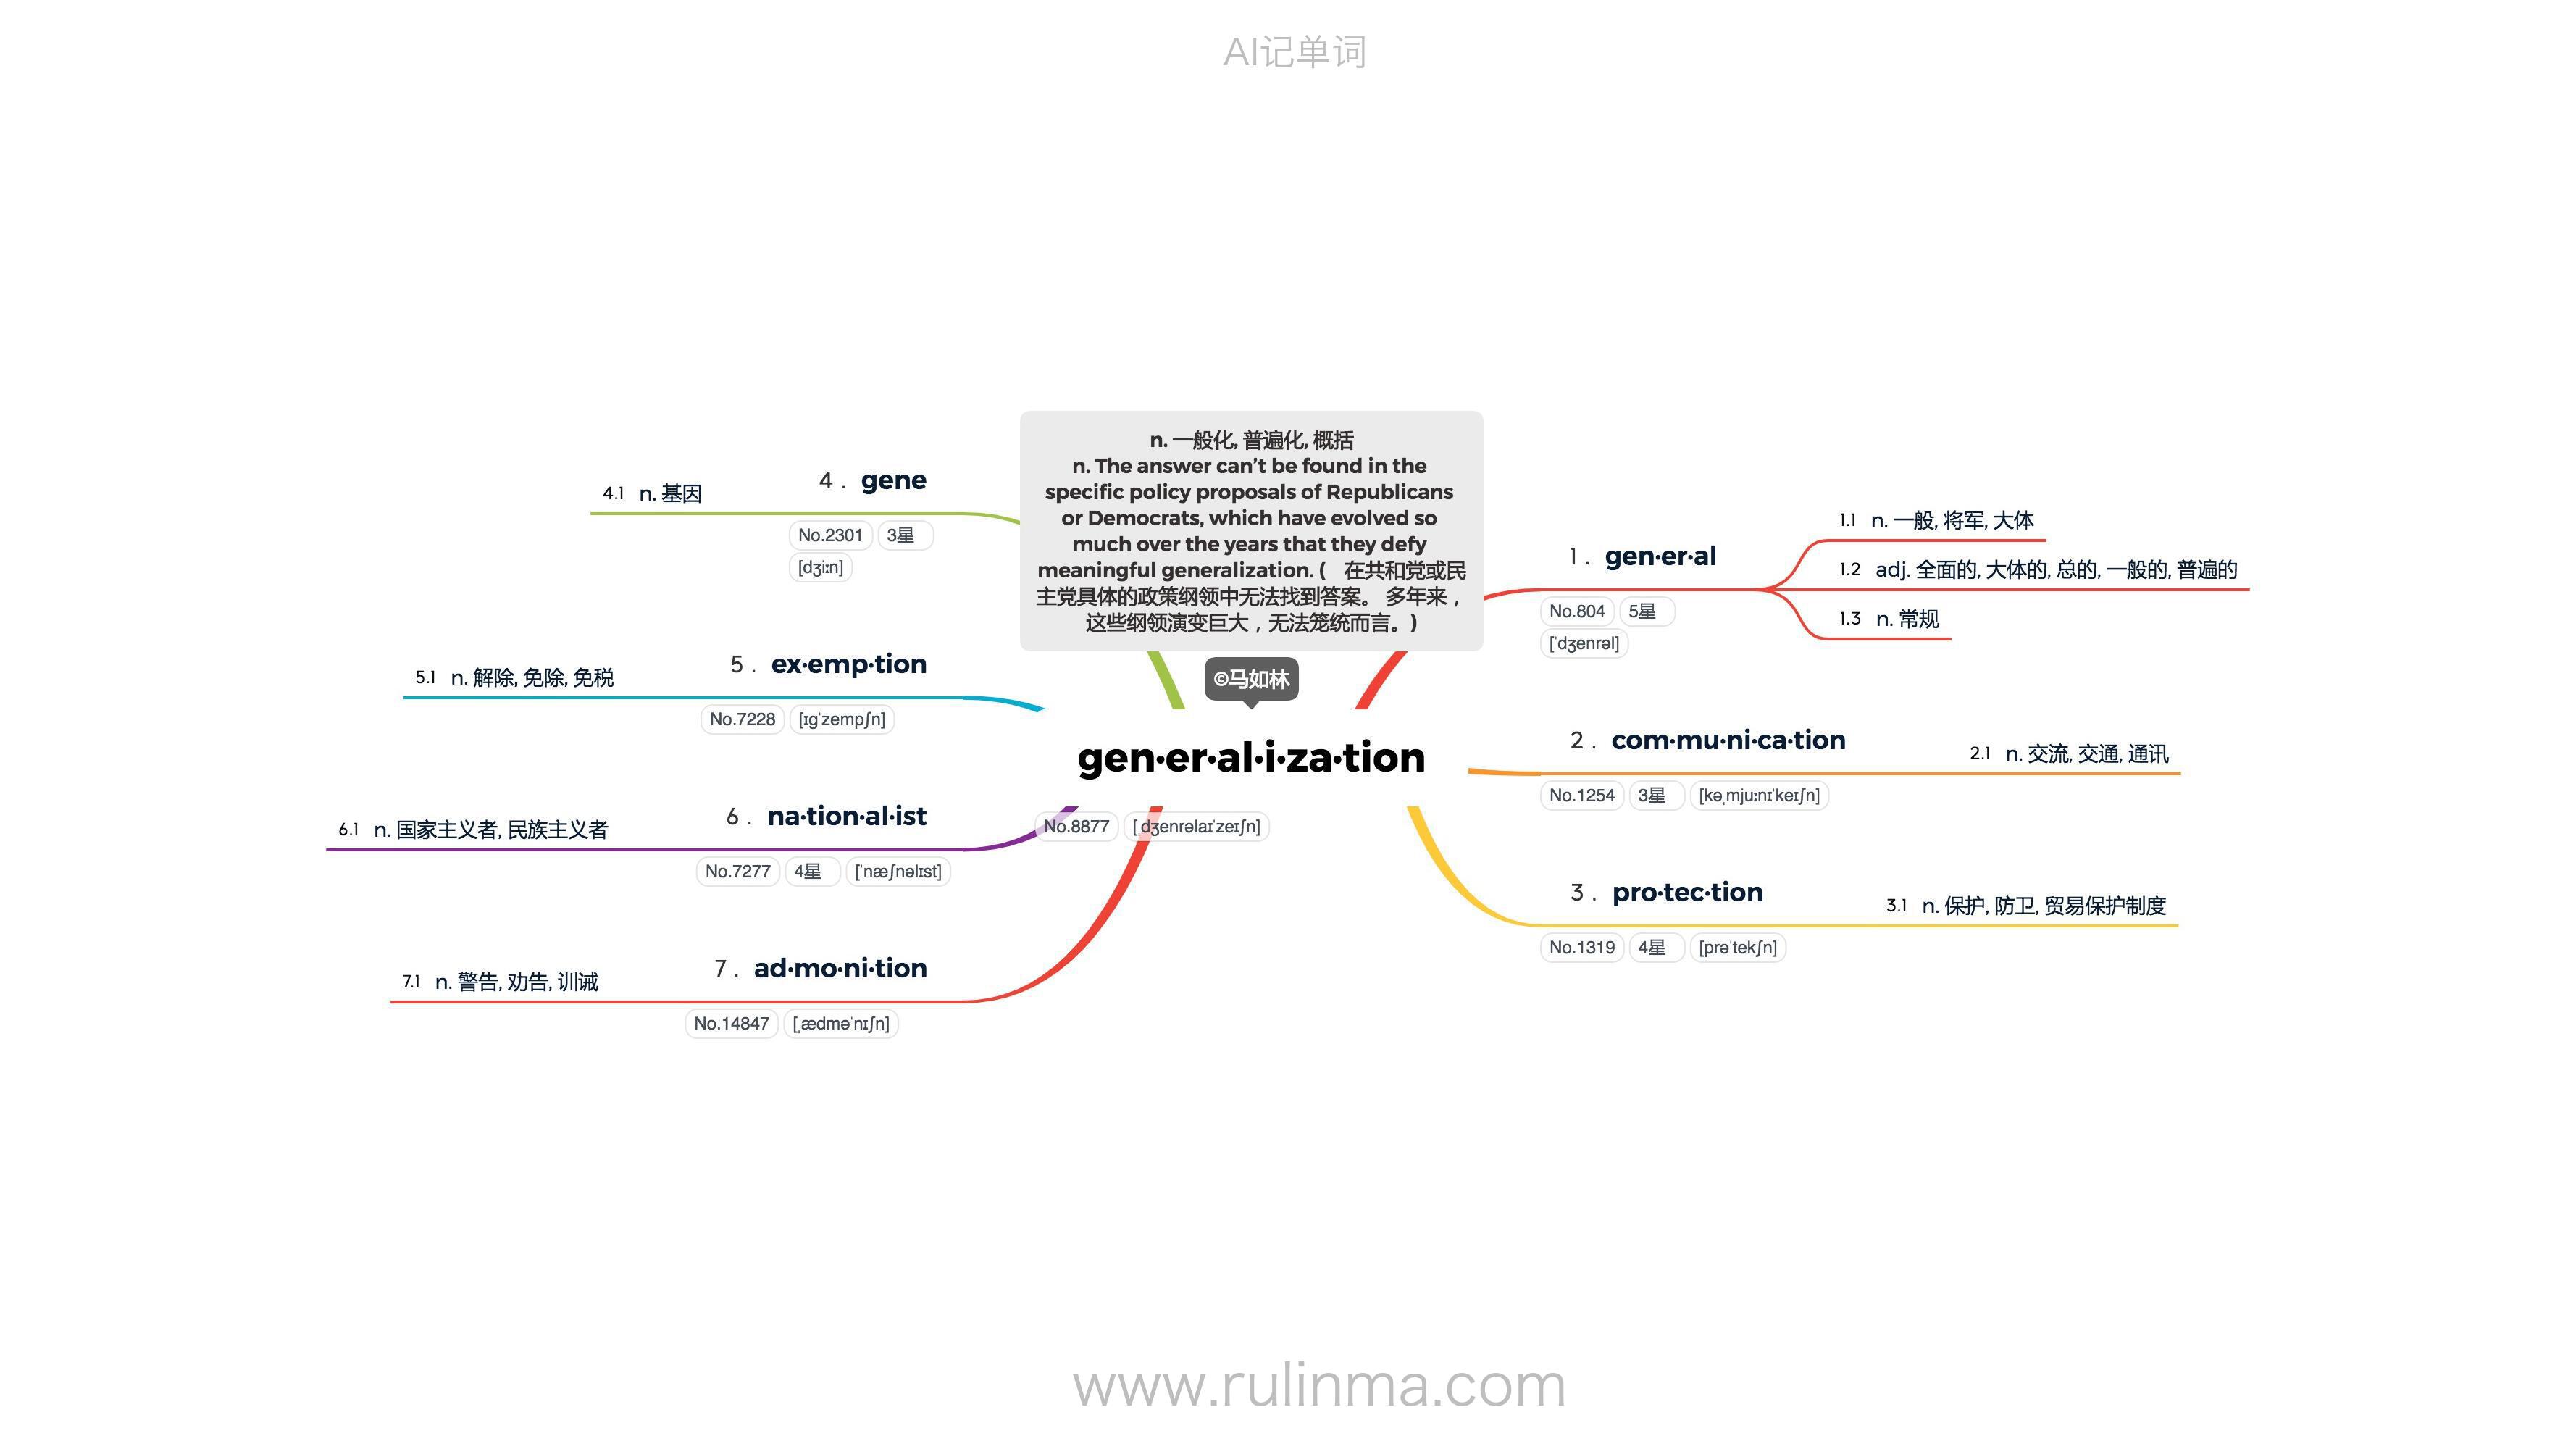 AI记单词
n. 一般化, 普遍化, 概括
n. The answer can’t be found in the
specific policy proposals of Republicans
or Democrats, which have evolved so
much over the years that they defy
meaningful generalization. ( 在共和党或民
主党具体的政策纲领中无法找到答案。 多年来，
这些纲领演变巨大，无法笼统而言。)
©马如林
gen·er·al·i·za·tion
No.8877 [ˌdʒenrəlaɪˈzeɪʃn]
1. gen·er·al
No.804 5星
[ˈdʒenrəl]
1.1 n. 一般, 将军, 大体
1.2 adj. 全面的, 大体的, 总的, 一般的, 普遍的
1.3 n. 常规
2. com·mu·ni·ca·tion
No.1254 3星 [kəˌmjuːnɪˈkeɪʃn]
2.1 n. 交流, 交通, 通讯
3. pro·tec·tion
No.1319 4星 [prəˈtekʃn]
3.1 n. 保护, 防卫, 贸易保护制度
4. gene
No.2301 3星
[dʒiːn]
4.1 n. 基因
5. ex·emp·tion
No.7228 [ɪɡˈzempʃn]
5.1 n. 解除, 免除, 免税
6. na·tion·al·ist
No.7277 4星 [ˈnæʃnəlɪst]
6.1 n. 国家主义者, 民族主义者
7. ad·mo·ni·tion
No.14847 [ˌædməˈnɪʃn]
7.1 n. 警告, 劝告, 训诫
www.rulinma.com